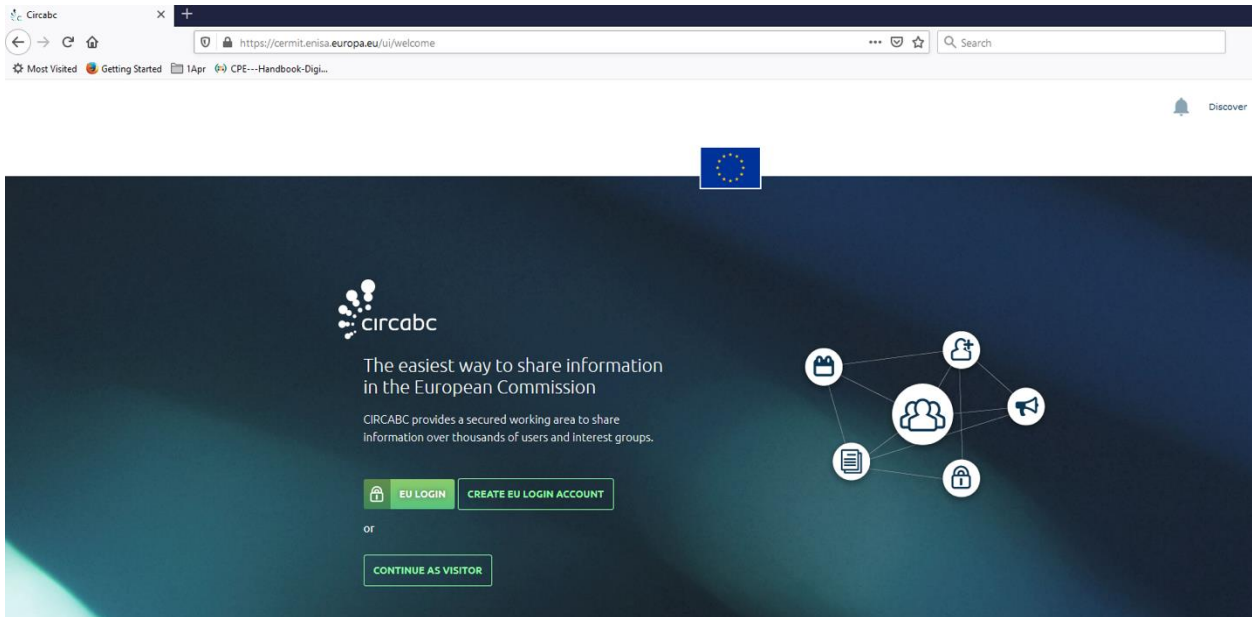 Circabc
https://cermit.enisa.europa.eu/ui/welcome
Search
Most Visited Getting Started 1Apr CPE---Handbook-Digi...
Discover
circabc
The easiest way to share information
in the European Commission
CIRCABC provides a secured working area to share
information over thousands of users and interest groups.
EU LOGIN CREATE EU LOGIN ACCOUNT
or
CONTINUE AS VISITOR